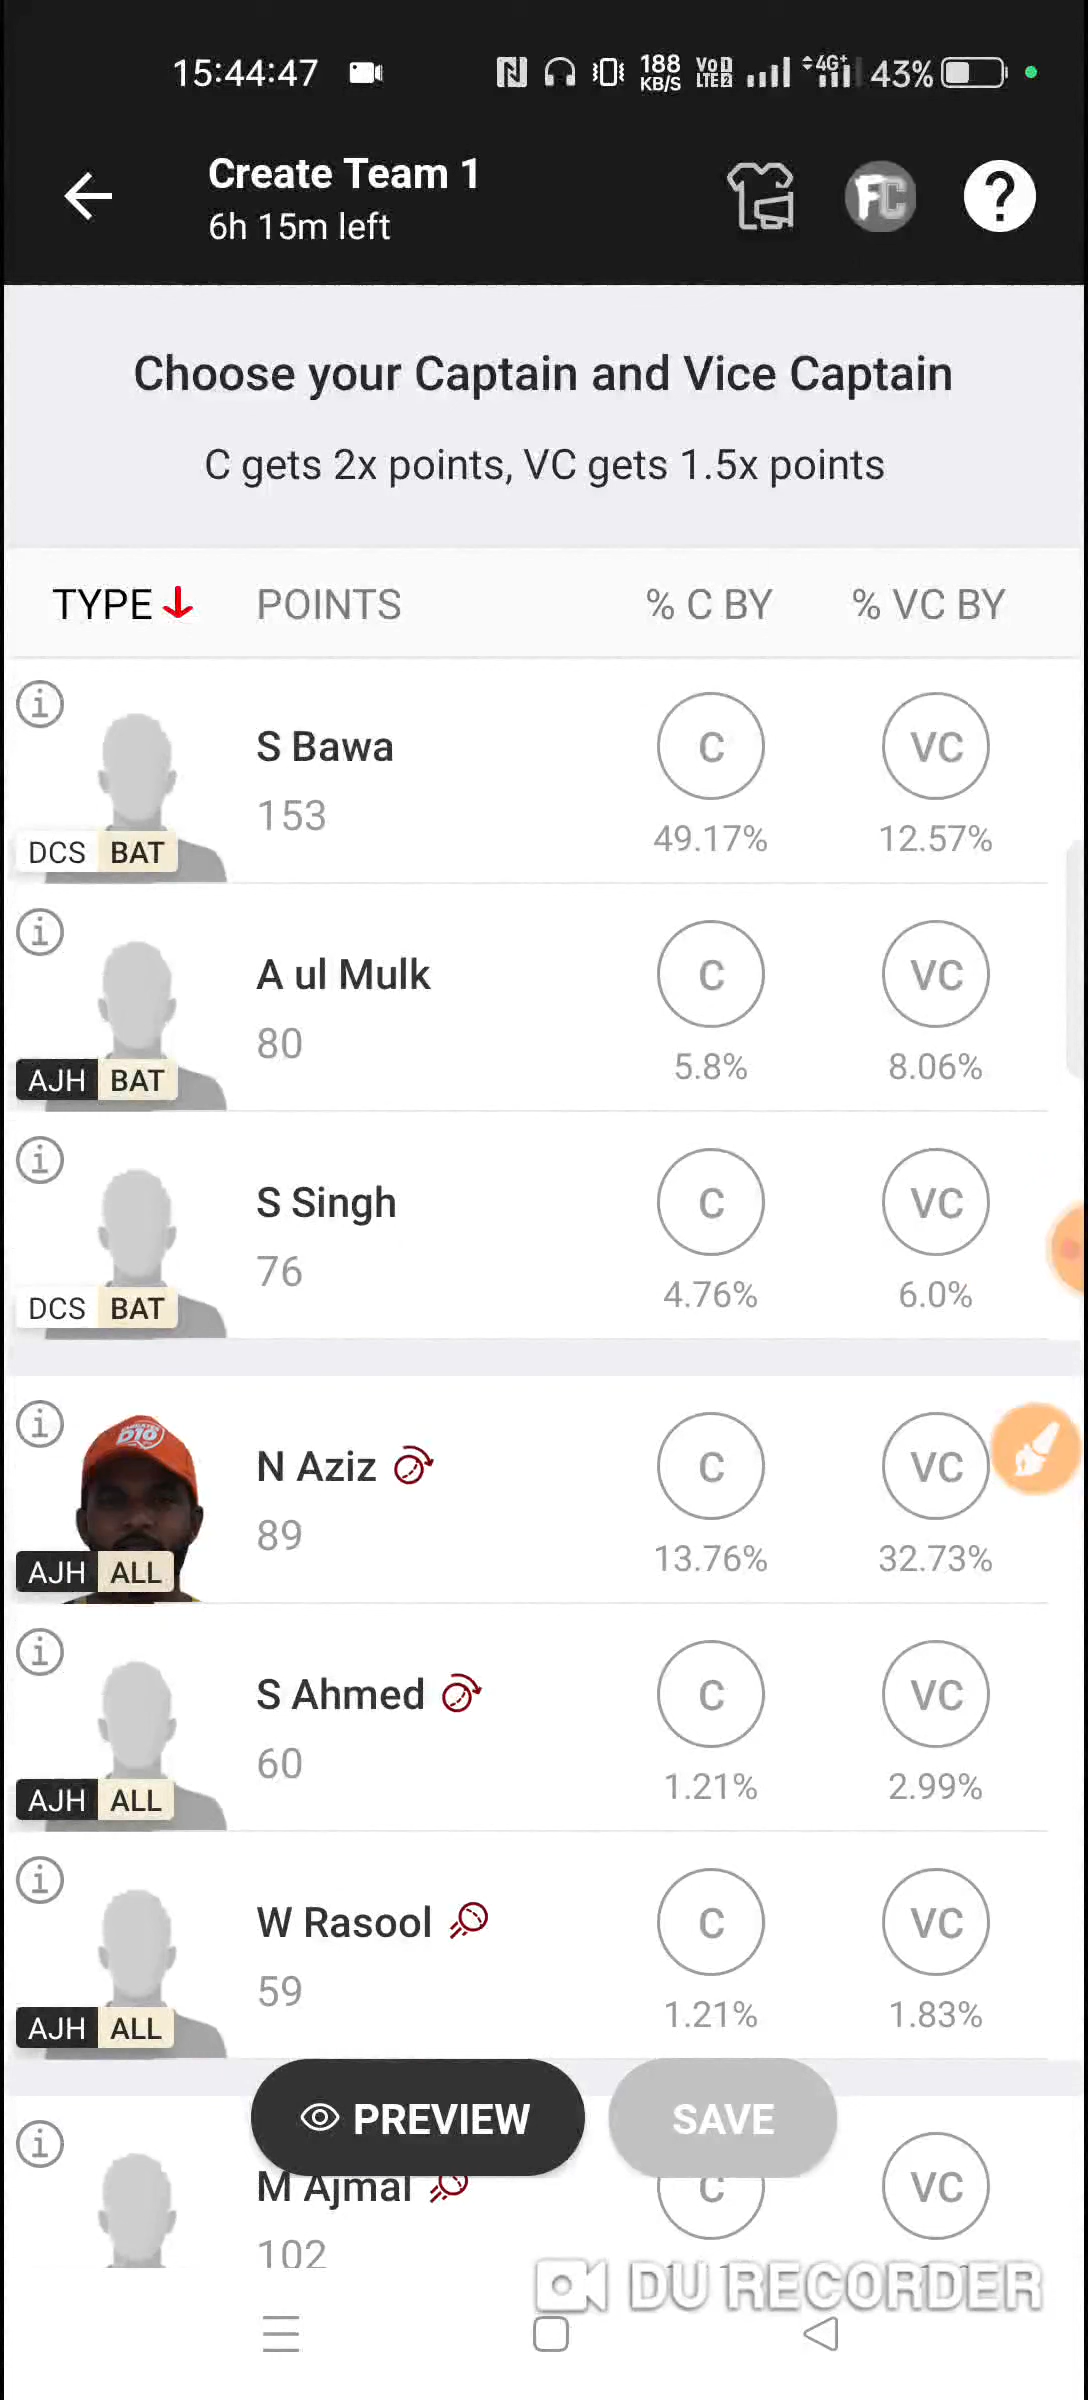 15:44:47 188 KB/S VoD LTE2 4G+ 43%
Create Team 1
6h 15m left
FC ?
Choose your Captain and Vice Captain
C gets 2x points, VC gets 1.5x points
TYPE POINTS % C BY % VC BY
S Bawa C VC
153
49.17% 12.57%
DCS BAT
A ul Mulk C VC
80
5.8% 8.06%
AJH BAT
S Singh C VC
76
4.76% 6.0%
DCS BAT
D10
N Aziz C VC
89
13.76% 32.73%
AJH ALL
S Ahmed C VC
60
1.21% 2.99%
AJH ALL
W Rasool C VC
59
1.21% 1.83%
AJH ALL
PREVIEW SAVE
M Ajmal C VC
102
DU RECORDER